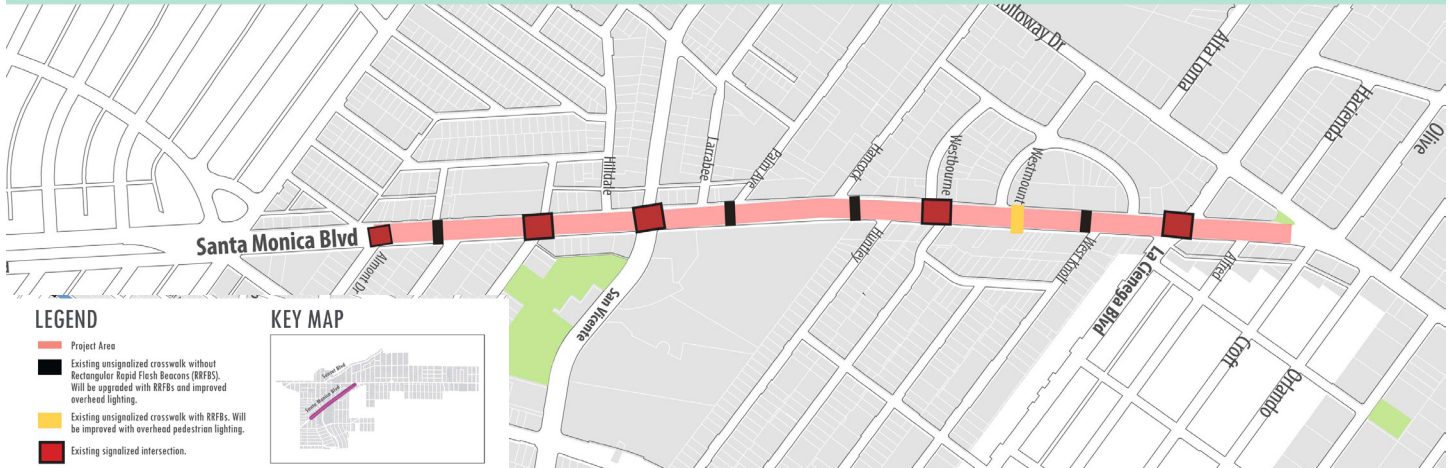 Holloway Dr
Alta Loma
Hacienda
Olive
Hilldale
Larrabee
Palm Ave
Hancock
Westbourne
Westmount
Santa Monica Blvd
Almont Dr
San Vicente
Huntley
West Knoll
La Cienega Blvd
Alfred
Croft
Orlando
LEGEND
Project Area
Existing unsignalized crosswalk without
Rectangular Rapid Flash Beacons (RRFBS).
Will be upgraded with RRFBs and improved
overhead lighting.
Existing unsignalized crosswalk with RRFBs. Will
be improved with overhead pedestrian lighting.
Existing signalized intersection.
KEY MAP
Sunset Blvd
Santa Monica Blvd